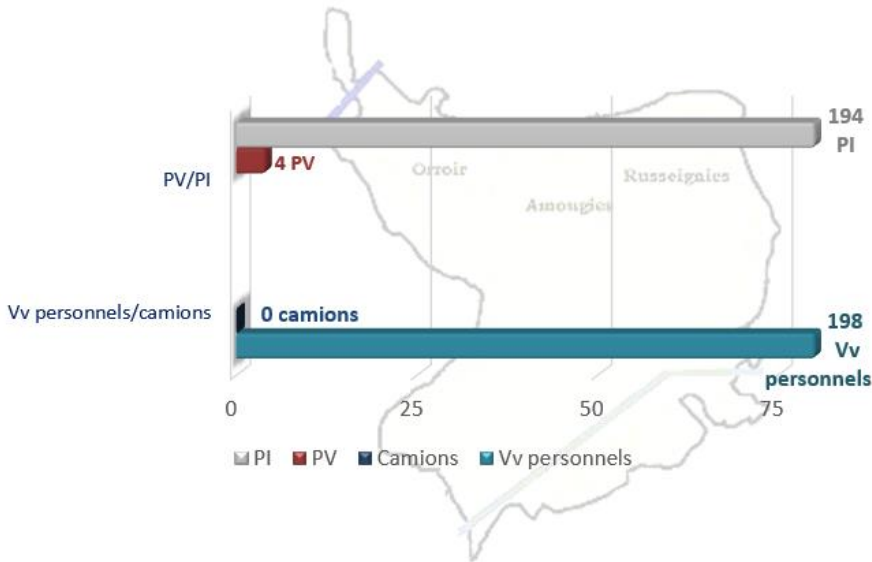 194
PI
4 PV
PV/PI
Orroir
Russeignies
Amougies
Vv personnels/camions
0 camions
198
Vv
personnels
0 25 50 75
PI PV Camions Vv personnels